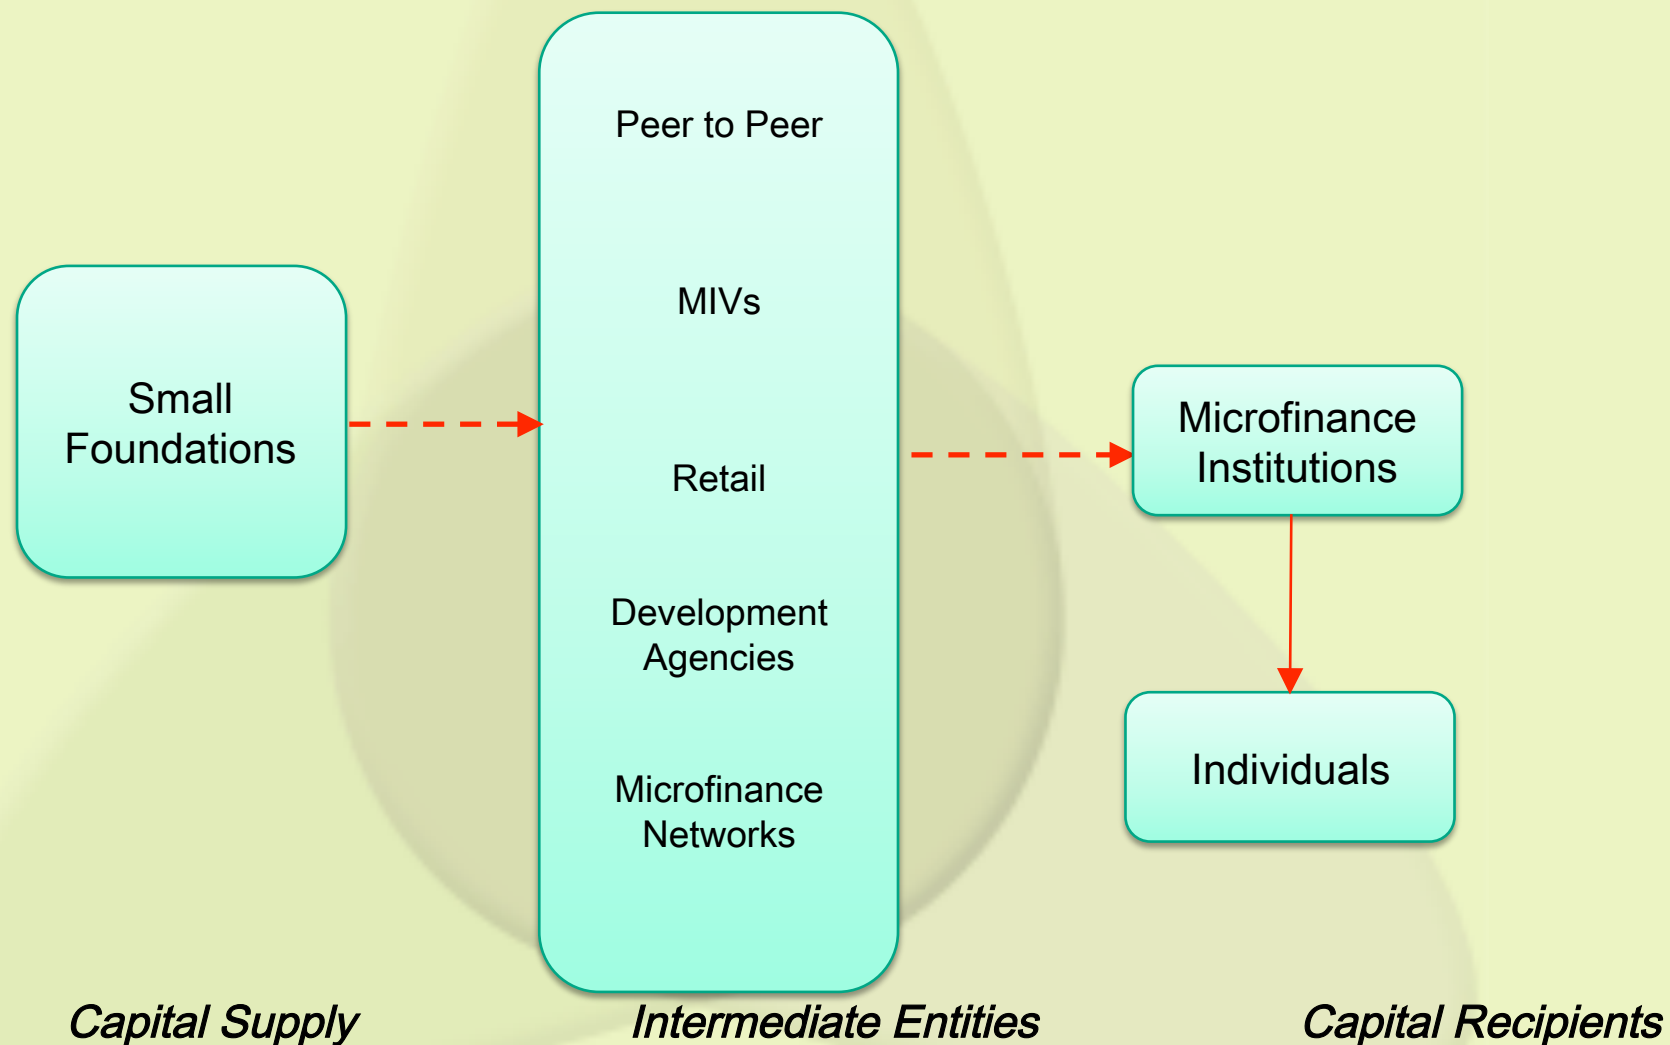 Small
Foundations
Peer to Peer
MIVs
Retail
Development
Agencies
Microfinance
Networks
Microfinance
Institutions
Individuals
Capital Supply
Intermediate Entities
Capital Recipients